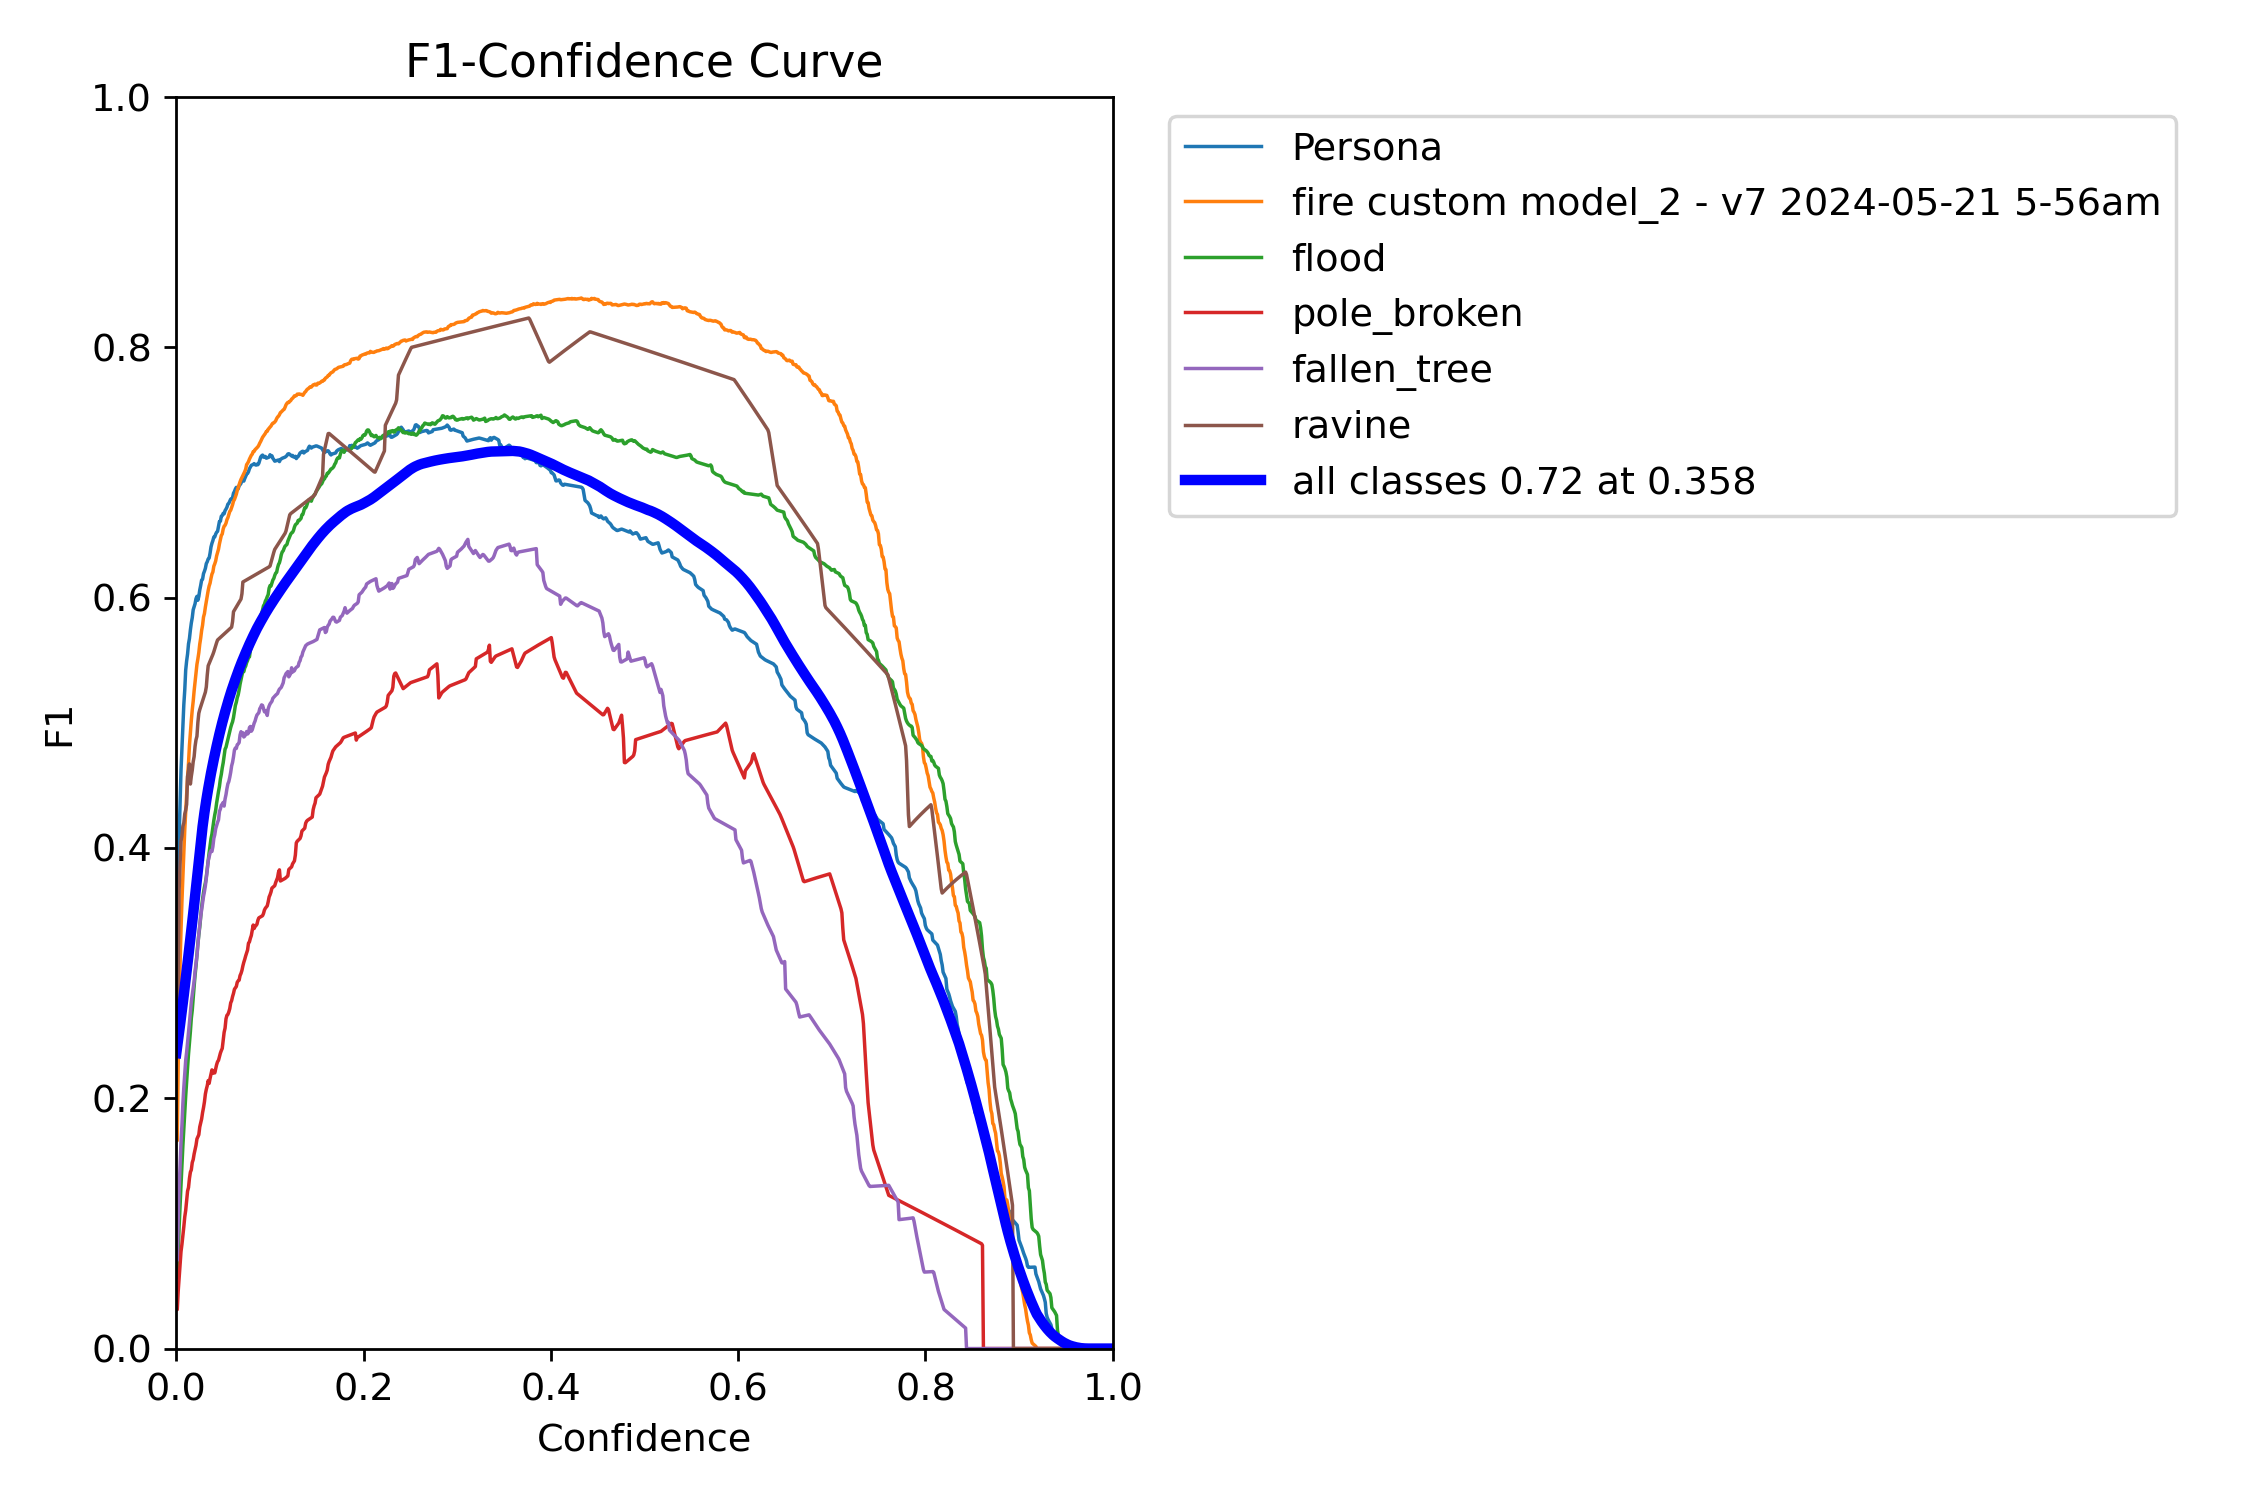 F1-Confidence Curve
1.0
0.8
0.6
0.4
0.2
0.0
F1
0.0 0.2 0.4 0.6 0.8 1.0
Confidence
Persona
fire custom model_2 - v7 2024-05-21 5-56am
flood
pole_broken
fallen_tree
ravine
all classes 0.72 at 0.358